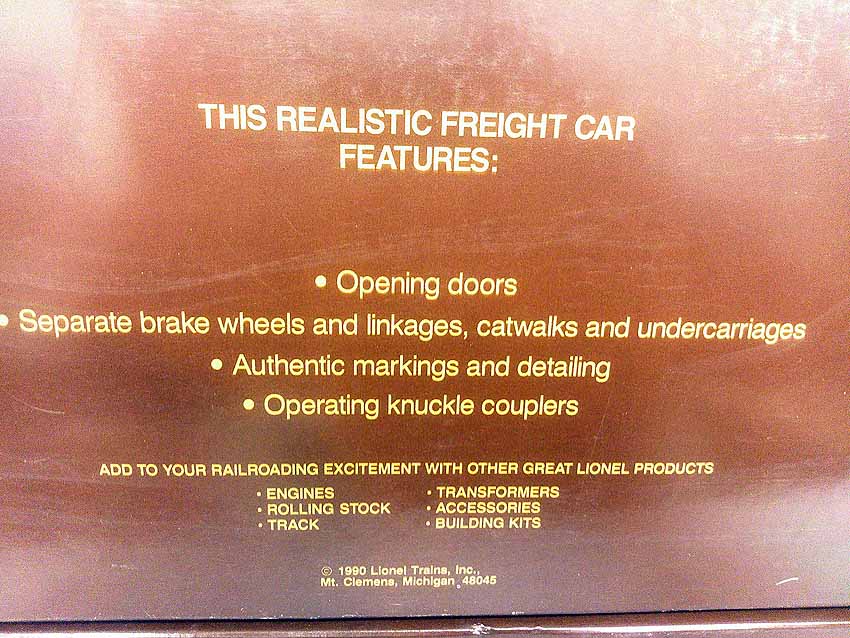 THIS REALISTIC FREIGHT CAR
FEATURES:
• Opening doors
• Separate brake wheels and linkages, catwalks and undercarriages
• Authentic markings and detailing
• Operating knuckle couplers
ADD TO YOUR RAILROADING EXCITEMENT WITH OTHER GREAT LIONEL PRODUCTS
• ENGINES
• ROLLING STOCK
• TRACK
• TRANSFORMERS
• ACCESSORIES
• BUILDING KITS
© 1990 Lionel Trains, Inc.,
Mt. Clemens, Michigan 48045